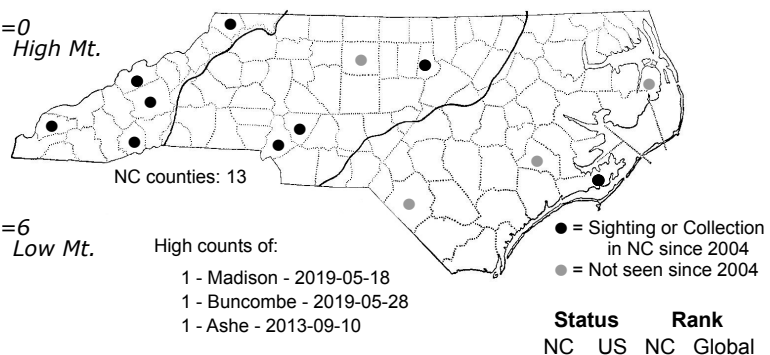 =0
High Mt.
NC counties: 13
=6
Low Mt.
High counts of:
1 - Madison - 2019-05-18
1 - Buncombe - 2019-05-28
1 - Ashe - 2013-09-10
● = Sighting or Collection
in NC since 2004
● = Not seen since 2004
Status Rank
NC US NC Global